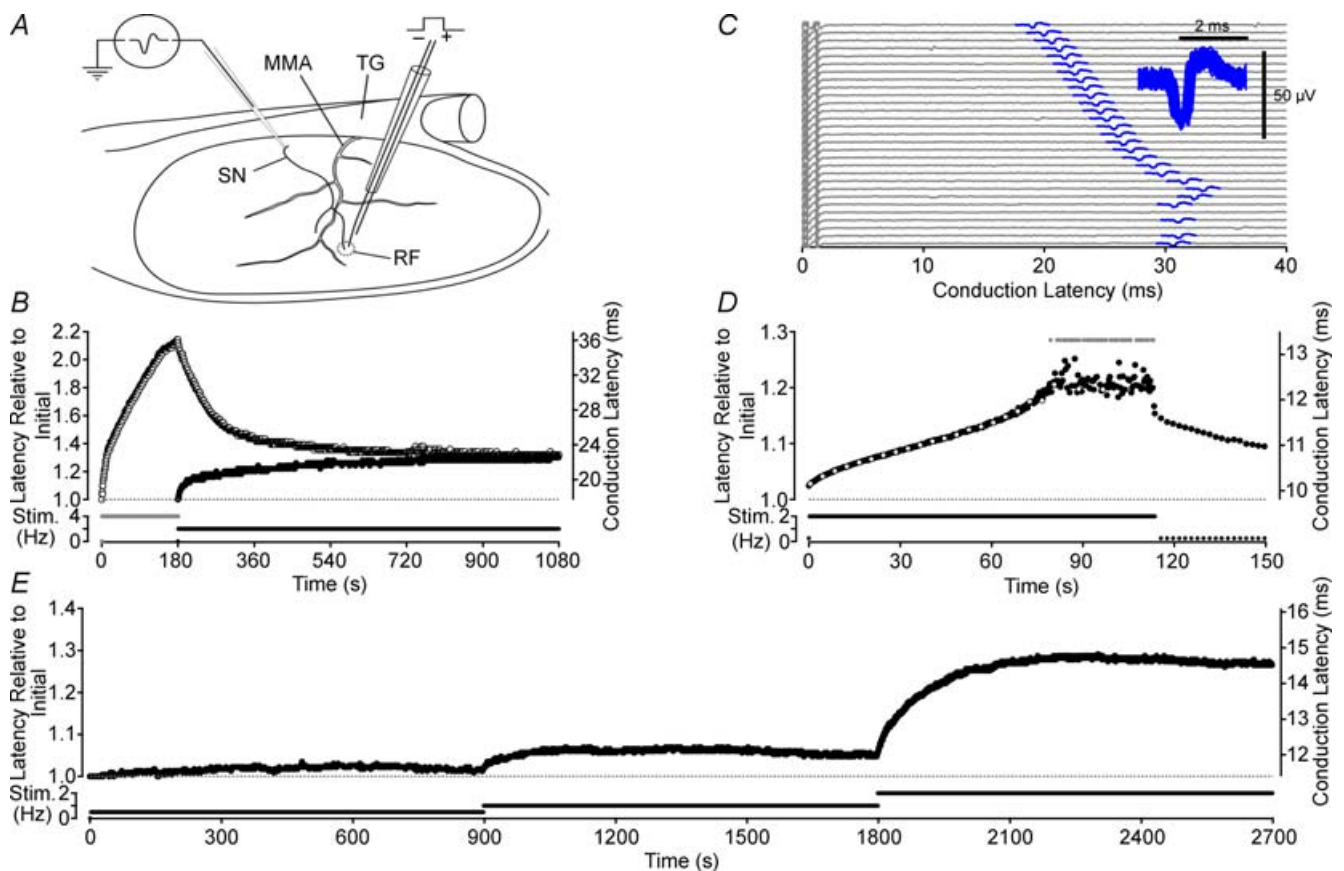 A
MMA
TG
SN
RF
− +
C
2 ms
50 µV
0 10 20 30 40
Conduction Latency (ms)
B
Latency Relative to Initial
2.2
2.0
1.8
1.6
1.4
1.2
1.0
Conduction Latency (ms)
36
32
28
24
20
Stim. (Hz)
4
0
0 180 360 540 720 900 1080
Time (s)
D
Latency Relative to Initial
1.3
1.2
1.1
1.0
Conduction Latency (ms)
13
12
11
10
Stim. (Hz)
2
0
0 30 60 90 120 150
Time (s)
E
Latency Relative to Initial
1.4
1.3
1.2
1.1
1.0
Conduction Latency (ms)
16
15
14
13
12
Stim. (Hz)
2
0
0 300 600 900 1200 1500 1800 2100 2400 2700
Time (s)